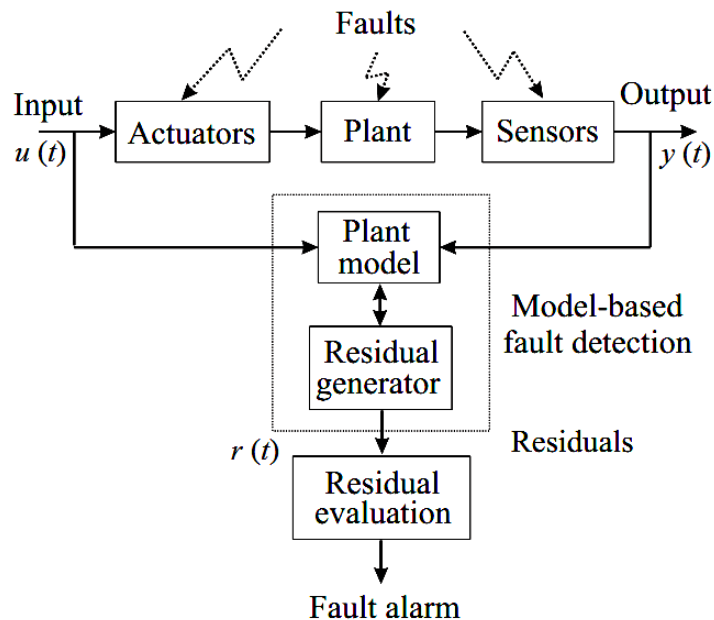 Faults
Input
Output
Actuators
Plant
Sensors
u (t)
y (t)
Plant
model
Model-based
fault detection
Residual
generator
r (t)
Residuals
Residual
evaluation
Fault alarm